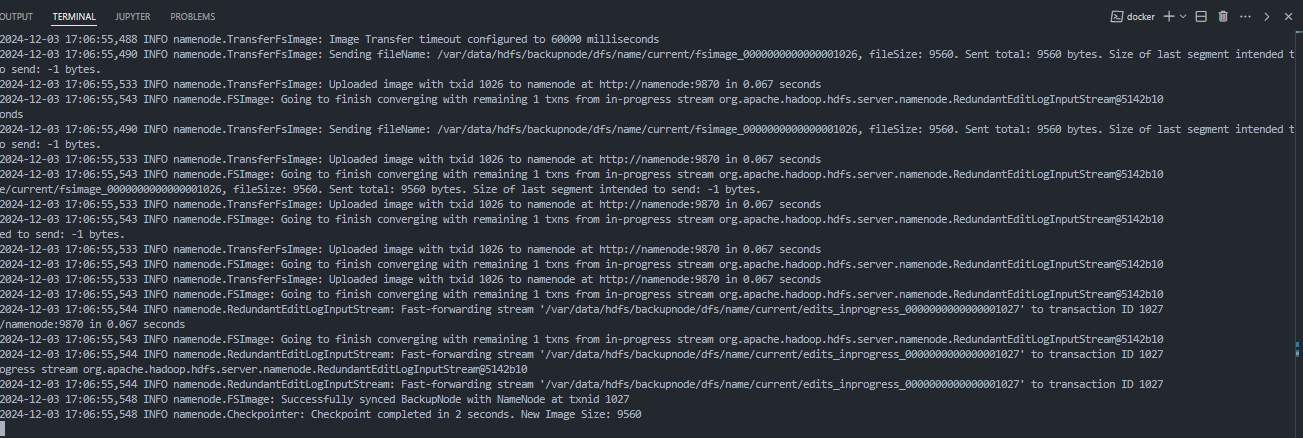 OUTPUT TERMINAL JUPYTER PROBLEMS docker
2024-12-03 17:06:55,488 INFO namenode.TransferFsImage: Image Transfer timeout configured to 60000 milliseconds
2024-12-03 17:06:55,490 INFO namenode.TransferFsImage: Sending fileName: /var/data/hdfs/backupnode/dfs/name/current/fsimage_0000000000000001026, fileSize: 9560. Sent total: 9560 bytes. Size of last segment intended t
o send: -1 bytes.
2024-12-03 17:06:55,533 INFO namenode.TransferFsImage: Uploaded image with txid 1026 to namenode at http://namenode:9870 in 0.067 seconds
2024-12-03 17:06:55,543 INFO namenode.FSImage: Going to finish converging with remaining 1 txns from in-progress stream org.apache.hadoop.hdfs.server.namenode.RedundantEditLogInputStream@5142b10
onds
2024-12-03 17:06:55,490 INFO namenode.TransferFsImage: Sending fileName: /var/data/hdfs/backupnode/dfs/name/current/fsimage_0000000000000001026, fileSize: 9560. Sent total: 9560 bytes. Size of last segment intended t
o send: -1 bytes.
2024-12-03 17:06:55,533 INFO namenode.TransferFsImage: Uploaded image with txid 1026 to namenode at http://namenode:9870 in 0.067 seconds
2024-12-03 17:06:55,543 INFO namenode.FSImage: Going to finish converging with remaining 1 txns from in-progress stream org.apache.hadoop.hdfs.server.namenode.RedundantEditLogInputStream@5142b10
e/current/fsimage_0000000000000001026, fileSize: 9560. Sent total: 9560 bytes. Size of last segment intended to send: -1 bytes.
2024-12-03 17:06:55,533 INFO namenode.TransferFsImage: Uploaded image with txid 1026 to namenode at http://namenode:9870 in 0.067 seconds
2024-12-03 17:06:55,543 INFO namenode.FSImage: Going to finish converging with remaining 1 txns from in-progress stream org.apache.hadoop.hdfs.server.namenode.RedundantEditLogInputStream@5142b10
ed to send: -1 bytes.
2024-12-03 17:06:55,533 INFO namenode.TransferFsImage: Uploaded image with txid 1026 to namenode at http://namenode:9870 in 0.067 seconds
2024-12-03 17:06:55,543 INFO namenode.FSImage: Going to finish converging with remaining 1 txns from in-progress stream org.apache.hadoop.hdfs.server.namenode.RedundantEditLogInputStream@5142b10
2024-12-03 17:06:55,533 INFO namenode.TransferFsImage: Uploaded image with txid 1026 to namenode at http://namenode:9870 in 0.067 seconds
2024-12-03 17:06:55,543 INFO namenode.FSImage: Going to finish converging with remaining 1 txns from in-progress stream org.apache.hadoop.hdfs.server.namenode.RedundantEditLogInputStream@5142b10
2024-12-03 17:06:55,544 INFO namenode.RedundantEditLogInputStream: Fast-forwarding stream '/var/data/hdfs/backupnode/dfs/name/current/edits_inprogress_0000000000000001027' to transaction ID 1027
/namenode:9870 in 0.067 seconds
2024-12-03 17:06:55,543 INFO namenode.FSImage: Going to finish converging with remaining 1 txns from in-progress stream org.apache.hadoop.hdfs.server.namenode.RedundantEditLogInputStream@5142b10
2024-12-03 17:06:55,544 INFO namenode.RedundantEditLogInputStream: Fast-forwarding stream '/var/data/hdfs/backupnode/dfs/name/current/edits_inprogress_0000000000000001027' to transaction ID 1027
ogress stream org.apache.hadoop.hdfs.server.namenode.RedundantEditLogInputStream@5142b10
2024-12-03 17:06:55,544 INFO namenode.RedundantEditLogInputStream: Fast-forwarding stream '/var/data/hdfs/backupnode/dfs/name/current/edits_inprogress_0000000000000001027' to transaction ID 1027
2024-12-03 17:06:55,548 INFO namenode.FSImage: Successfully synced BackupNode with NameNode at txnid 1027
2024-12-03 17:06:55,548 INFO namenode.Checkpointer: Checkpoint completed in 2 seconds. New Image Size: 9560